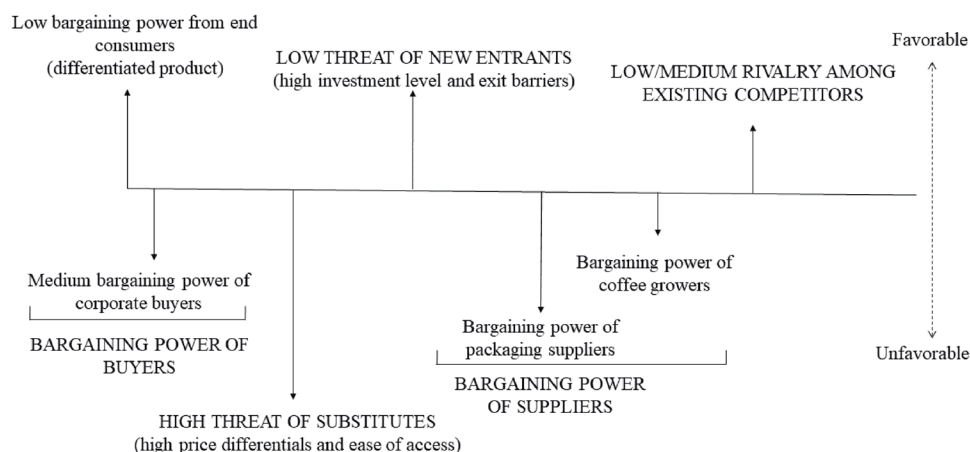 Low bargaining power from end
consumers
(differentiated product)
LOW THREAT OF NEW ENTRANTS
(high investment level and exit barriers)
LOW/MEDIUM RIVALRY AMONG
EXISTING COMPETITORS
Favorable
Medium bargaining power of
corporate buyers
BARGAINING POWER OF
BUYERS
HIGH THREAT OF SUBSTITUTES
(high price differentials and ease of access)
Bargaining power of
packaging suppliers
Bargaining power of
coffee growers
BARGAINING POWER
OF SUPPLIERS
Unfavorable